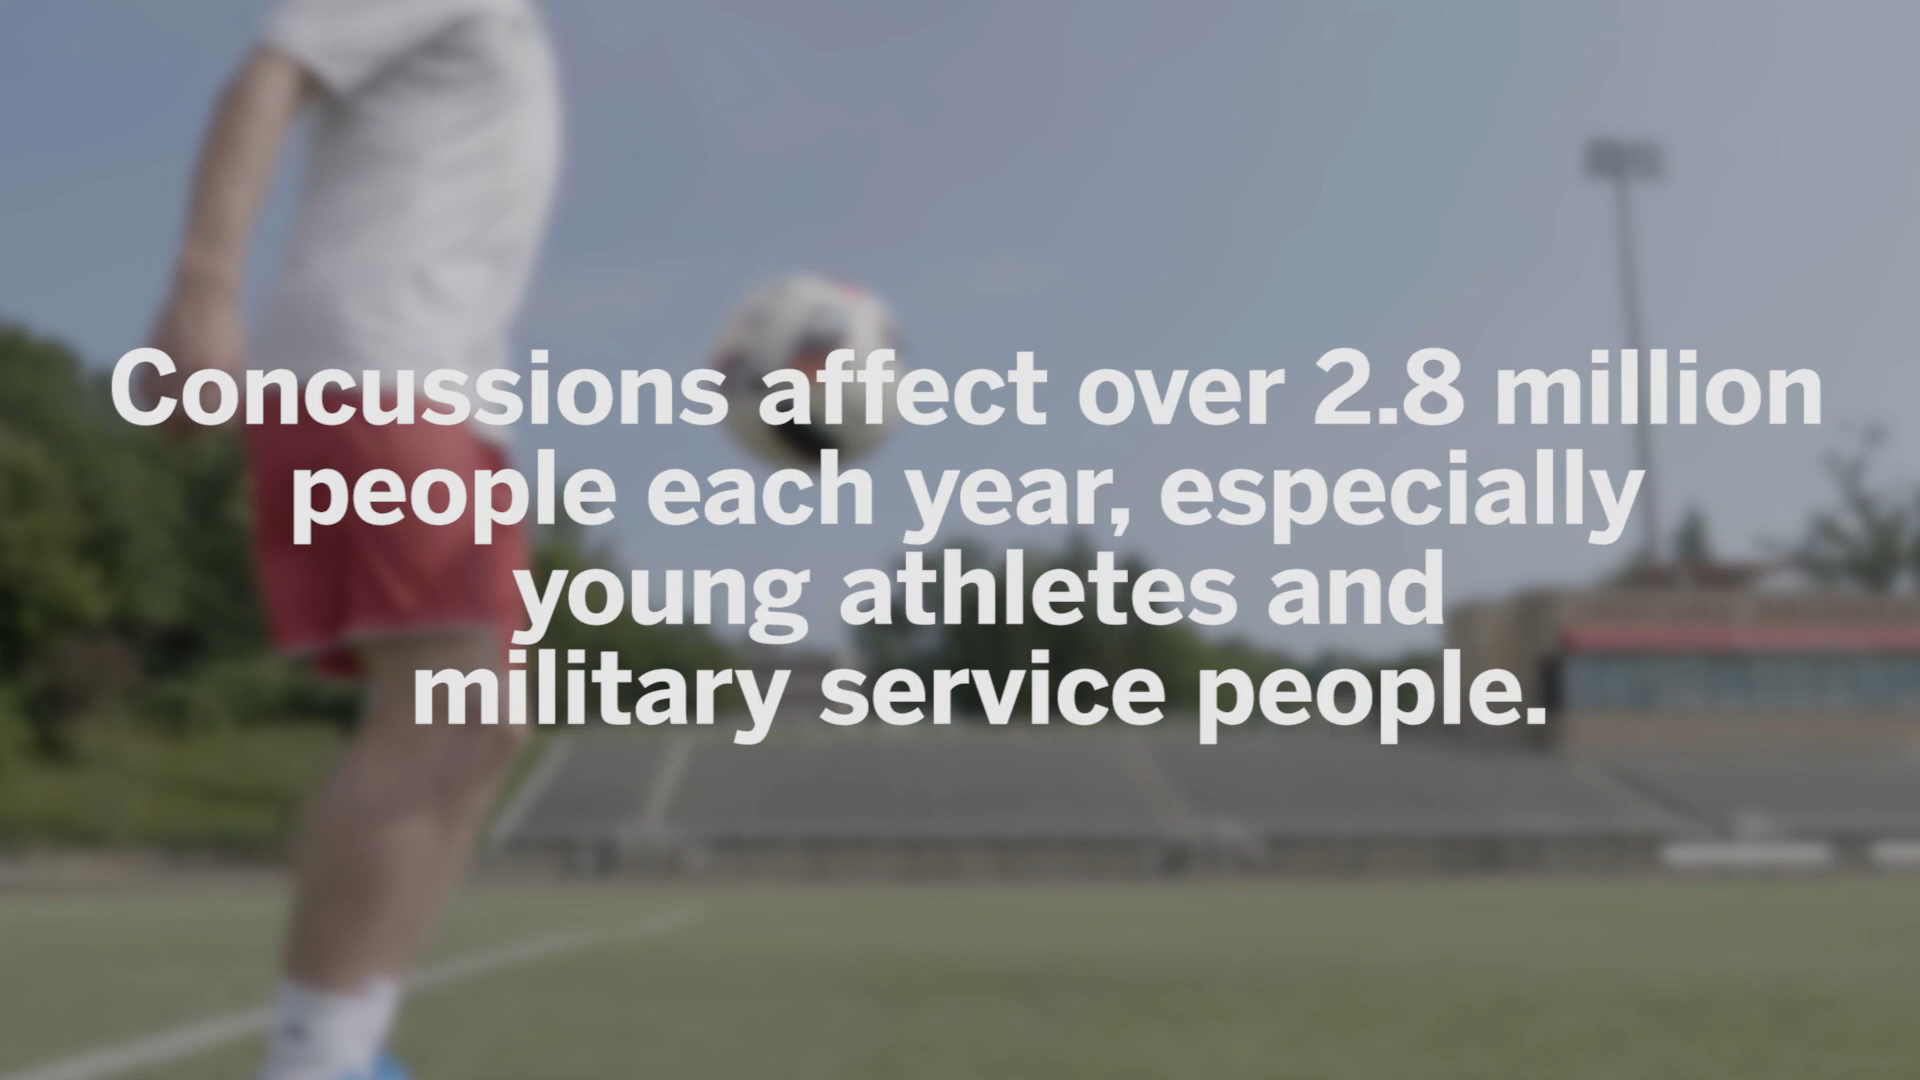 Concussions affect over 2.8 million
people each year, especially
young athletes and
military service people.